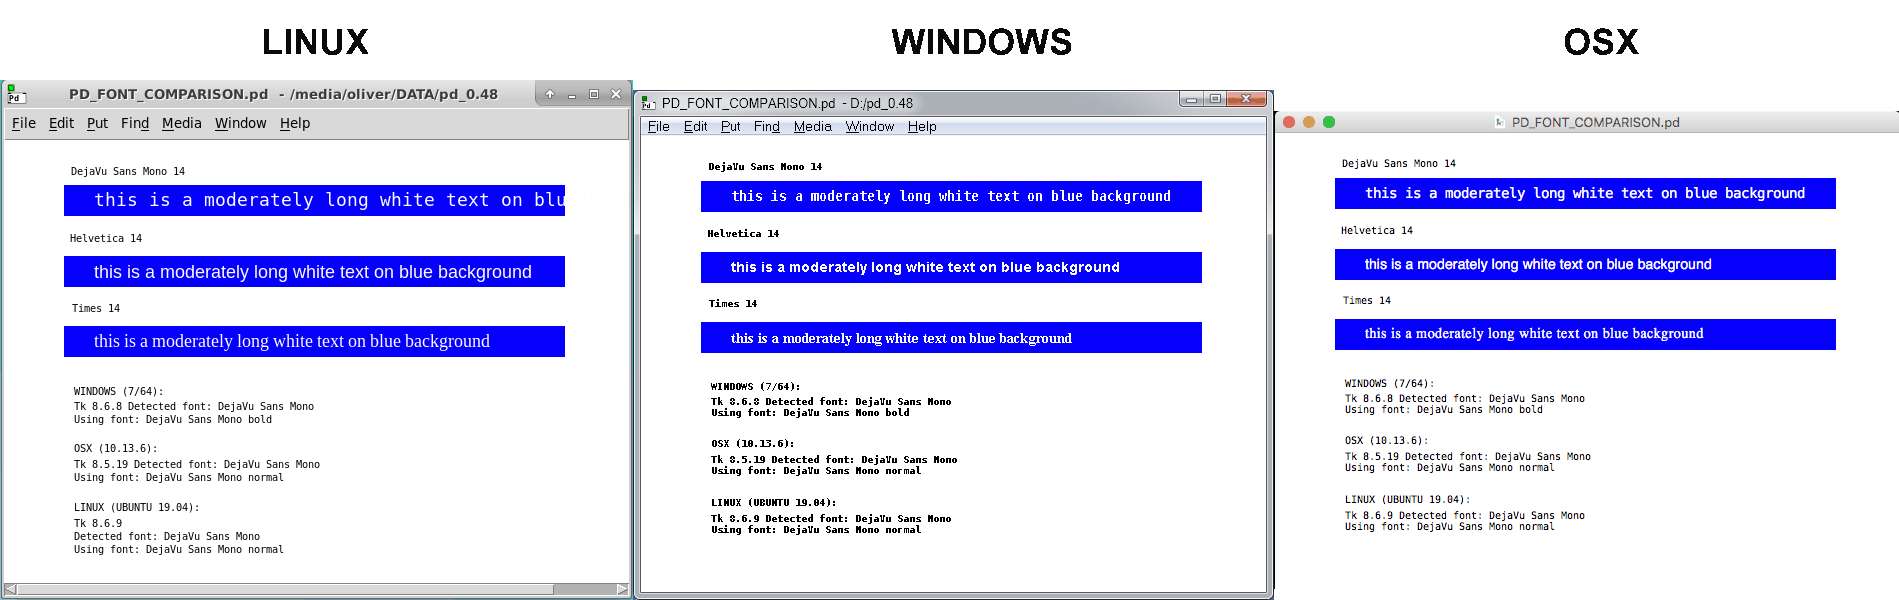 LINUX
PD_FONT_COMPARISON.pd - /media/oliver/DATA/pd_0.48
File Edit Put Find Media Window Help
DejaVu Sans Mono 14
this is a moderately long white text on blu
Helvetica 14
this is a moderately long white text on blue background
Times 14
this is a moderately long white text on blue background
WINDOWS (7/64):
Tk 8.6.8 Detected font: DejaVu Sans Mono
Using font: DejaVu Sans Mono bold
OSX (10.13.6):
Tk 8.5.19 Detected font: DejaVu Sans Mono
Using font: DejaVu Sans Mono normal
LINUX (UBUNTU 19.04):
Tk 8.6.9
Detected font: DejaVu Sans Mono
Using font: DejaVu Sans Mono normal
WINDOWS
PD_FONT_COMPARISON.pd - D:/pd_0.48
File Edit Put Find Media Window Help
DejaVu Sans Mono 14
this is a moderately long white text on blue background
Helvetica 14
this is a moderately long white text on blue background
Times 14
this is a moderately long white text on blue background
WINDOWS (7/64):
Tk 8.6.8 Detected font: DejaVu Sans Mono
Using font: DejaVu Sans Mono bold
OSX (10.13.6):
Tk 8.5.19 Detected font: DejaVu Sans Mono
Using font: DejaVu Sans Mono normal
LINUX (UBUNTU 19.04):
Tk 8.6.9 Detected font: DejaVu Sans Mono
Using font: DejaVu Sans Mono normal
OSX
PD_FONT_COMPARISON.pd
DejaVu Sans Mono 14
this is a moderately long white text on blue background
Helvetica 14
this is a moderately long white text on blue background
Times 14
this is a moderately long white text on blue background
WINDOWS (7/64):
Tk 8.6.8 Detected font: DejaVu Sans Mono
Using font: DejaVu Sans Mono bold
OSX (10.13.6):
Tk 8.5.19 Detected font: DejaVu Sans Mono
Using font: DejaVu Sans Mono normal
LINUX (UBUNTU 19.04):
Tk 8.6.9 Detected font: DejaVu Sans Mono
Using font: DejaVu Sans Mono normal